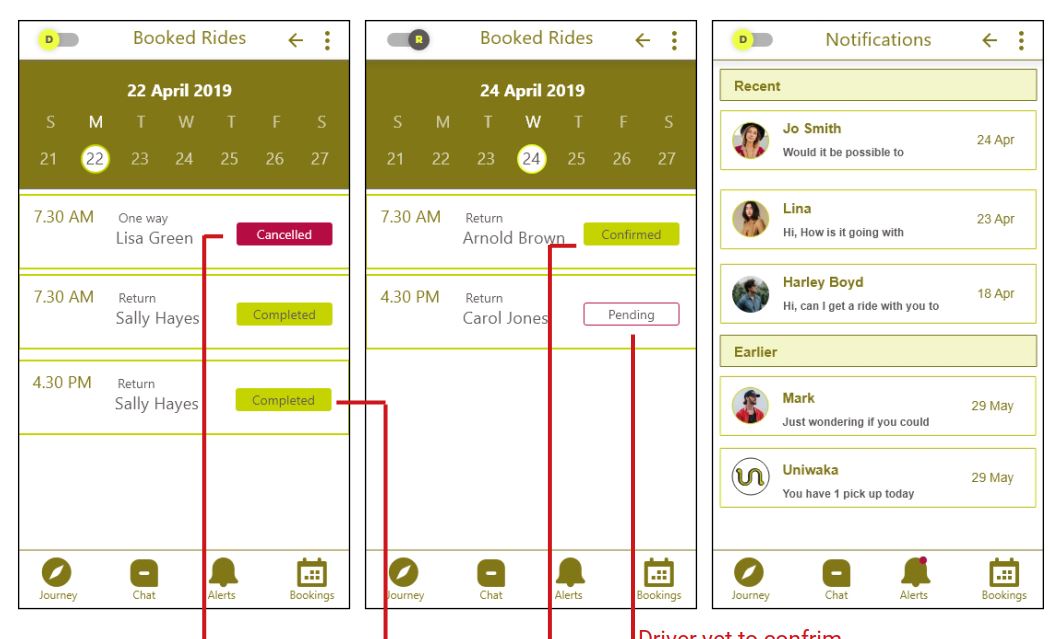 D
Booked Rides
22 April 2019
S M T W T F S
21 22 23 24 25 26 27
7.30 AM
One way
Lisa Green
Cancelled
7.30 AM
Return
Sally Hayes
Completed
4.30 PM
Return
Sally Hayes
Completed
Journey
Chat
Alerts
Bookings
R
Booked Rides
24 April 2019
S M T W T F S
21 22 23 24 25 26 27
7.30 AM
Return
Arnold Brown
Confirmed
4.30 PM
Return
Carol Jones
Pending
Journey
Chat
Alerts
Bookings
D
Notifications
Recent
Jo Smith
Would it be possible to
24 Apr
Lina
Hi, How is it going with
23 Apr
Harley Boyd
Hi, can I get a ride with you to
18 Apr
Earlier
Mark
Just wondering if you could
29 May
Uniwaka
You have 1 pick up today
29 May
Journey
Chat
Alerts
Bookings
Driver yet to confrim